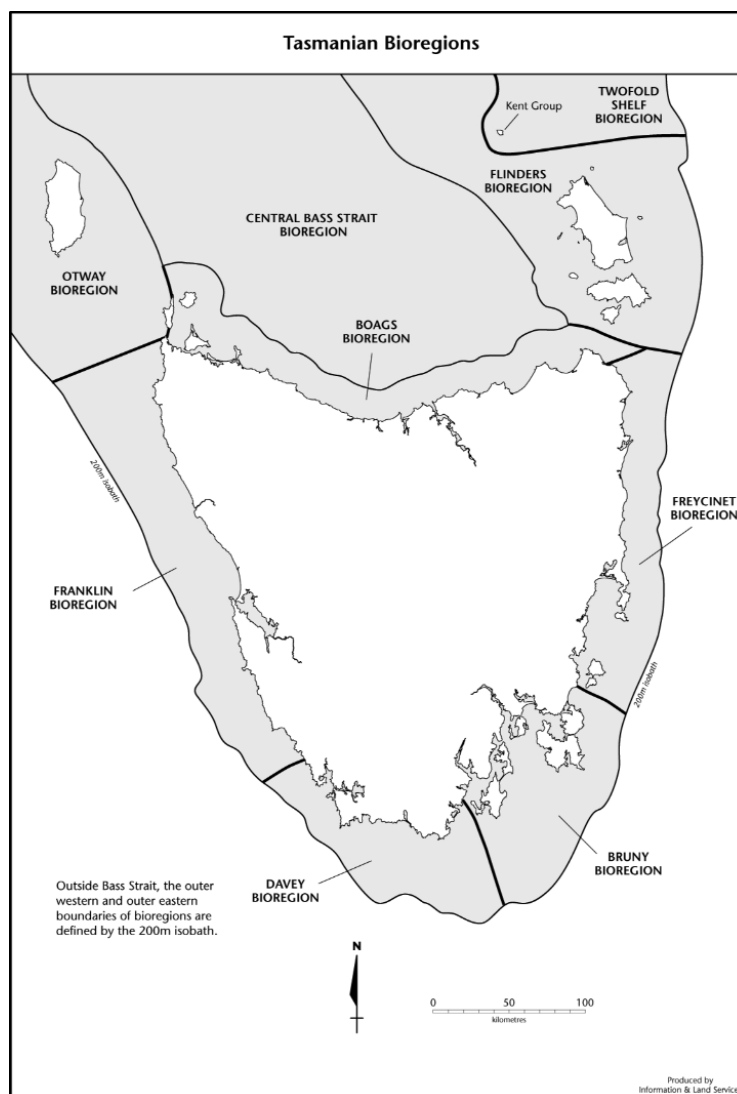 Tasmanian Bioregions
TWOFOLD
SHELF
BIOREGION
Kent Group
FLINDERS
BIOREGION
CENTRAL BASS STRAIT
BIOREGION
OTWAY
BIOREGION
BOAGS
BIOREGION
200m isobath
FREYCINET
BIOREGION
FRANKLIN
BIOREGION
200m isobath
BRUNY
BIOREGION
DAVEY
BIOREGION
Outside Bass Strait, the outer
western and outer eastern
boundaries of bioregions are
defined by the 200m isobath.
N
0 50 100
kilometres
Produced by
Information & Land Service